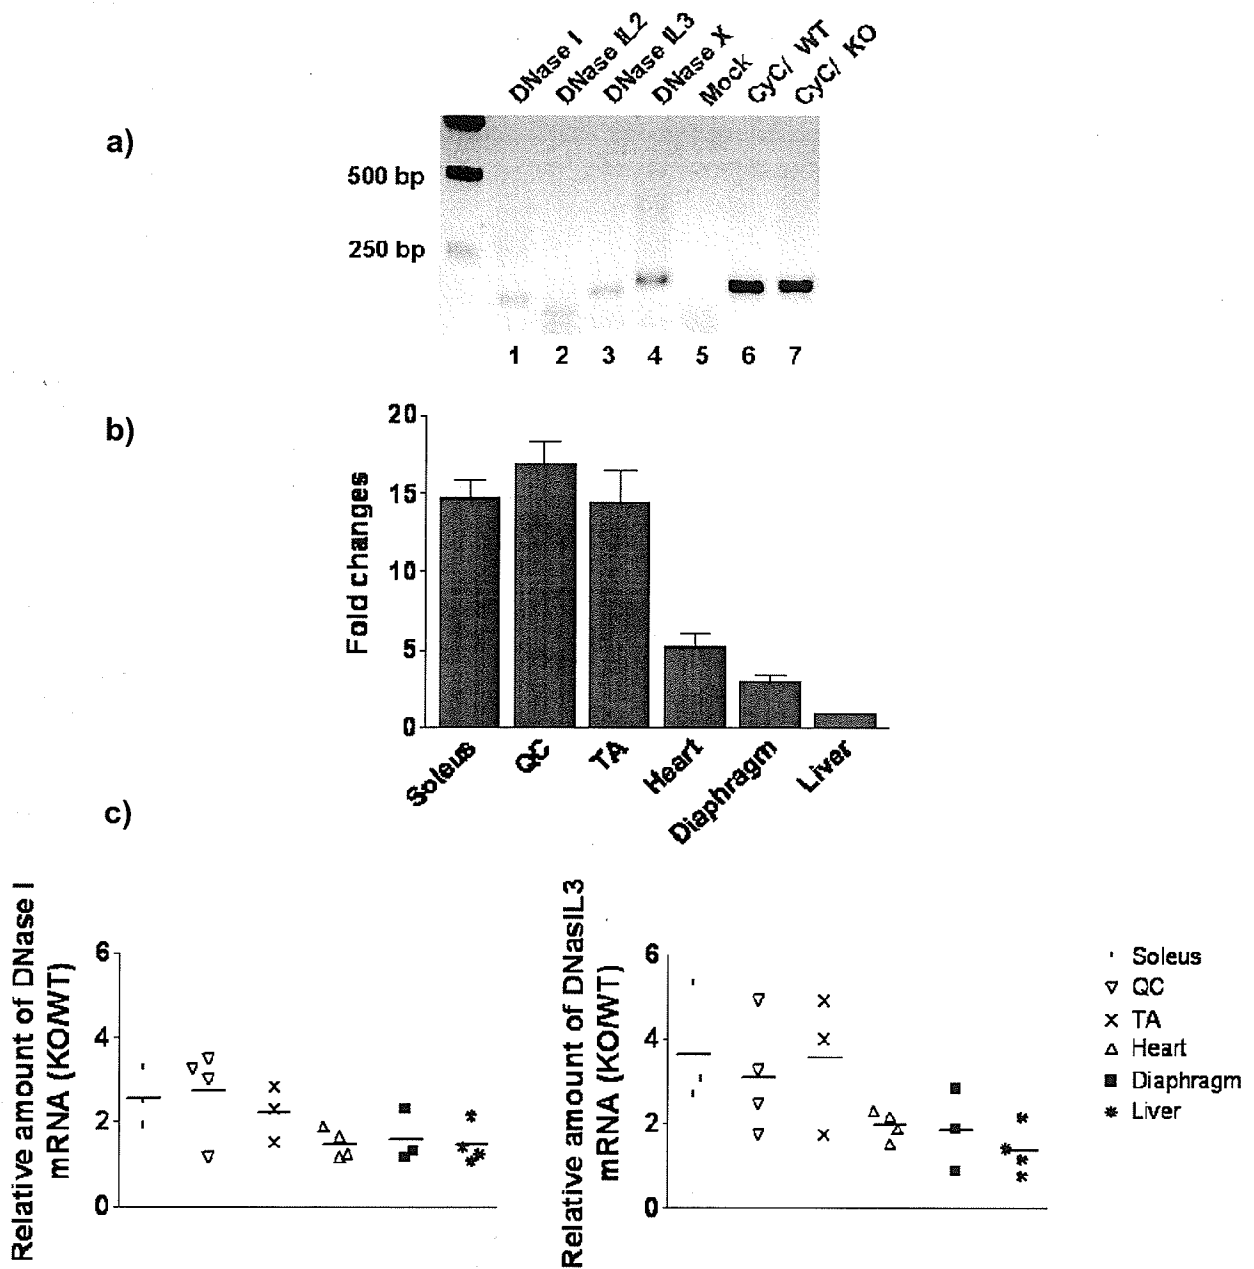 a)
DNase I
DNase IL2
DNase IL3
DNase X
Mock
CyC/ WT
CyC/ KO
500 bp
250 bp
1 2 3 4 5 6 7
b)
Fold changes
20
15
10
5
0
Soleus
QC
TA
Heart
Diaphragm
Liver
c)
Relative amount of DNase I
mRNA (KO/WT)
6
4
2
0
Relative amount of DNasIL3
mRNA (KO/WT)
6
4
2
0
Soleus
QC
TA
Heart
Diaphragm
Liver